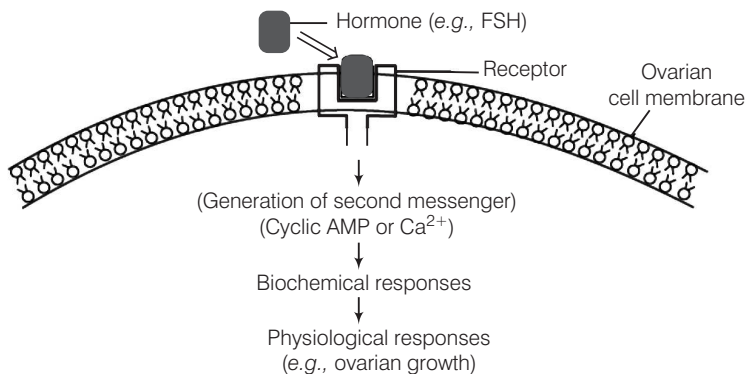 Hormone (e.g., FSH)
Receptor
Ovarian
cell membrane
(Generation of second messenger)
(Cyclic AMP or Ca²⁺)
Biochemical responses
Physiological responses
(e.g., ovarian growth)